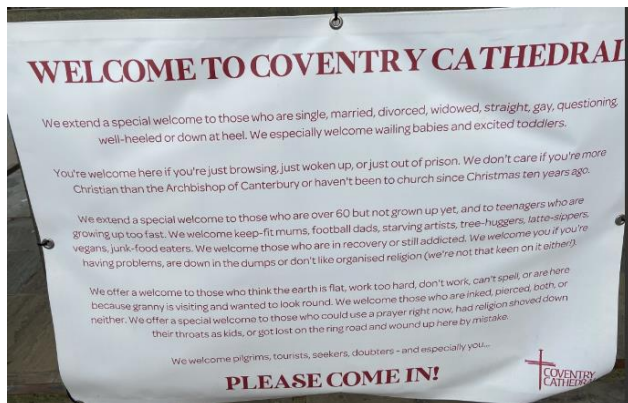 WELCOME TO COVENTRY CATHEDRAL
We extend a special welcome to those who are single, married, divorced, widowed, straight, gay, questioning,
well-heeled or down at heel. We especially welcome wailing babies and excited toddlers.
You're welcome here if you're just browsing, just woken up, or just out of prison. We don't care if you're more
Christian than the Archbishop of Canterbury or haven't been to church since Christmas ten years ago.
We extend a special welcome to those who are over 60 but not grown up yet, and to teenagers who are
growing up too fast. We welcome keep-fit mums, football dads, starving artists, tree-huggers, latte-sippers,
vegans, junk-food eaters. We welcome those who are in recovery or still addicted. We welcome you if you're
having problems, are down in the dumps or don't like organised religion (we're not that keen on it either!).
We offer a welcome to those who think the earth is flat, work too hard, don't work, can't spell, or are here
because granny is visiting and wanted to look round. We welcome those who are inked, pierced, both, or
neither. We offer a special welcome to those who could use a prayer right now, had religion shoved down
their throats as kids, or got lost on the ring road and wound up here by mistake.
We welcome pilgrims, tourists, seekers, doubters - and especially you...
PLEASE COME IN!
COVENTRY
CATHEDRAL